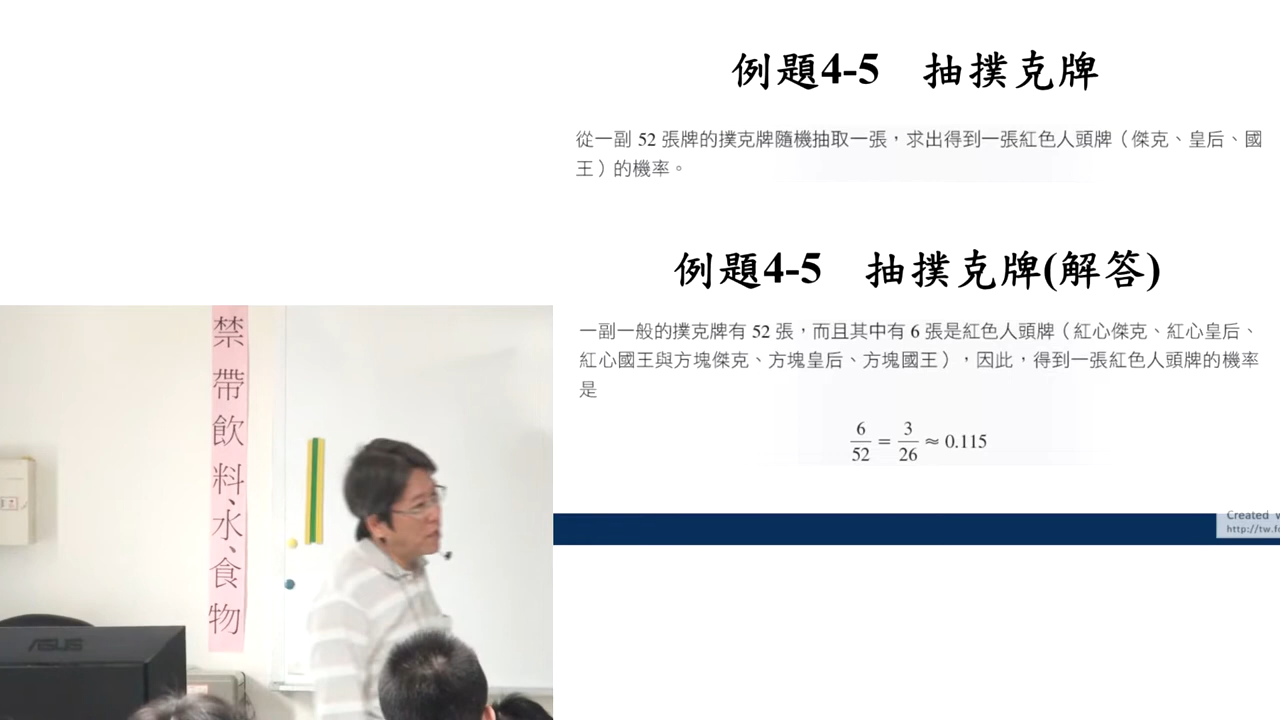 例題4-5 抽撲克牌
從一副 52 張牌的撲克牌隨機抽取一張，求出得到一張紅色人頭牌（傑克、皇后、國
王）的機率。
例題4-5 抽撲克牌(解答)
一副一般的撲克牌有 52 張，而且其中有 6 張是紅色人頭牌（紅心傑克、紅心皇后、
紅心國王與方塊傑克、方塊皇后、方塊國王），因此，得到一張紅色人頭牌的機率
是
6/52 = 3/26 ≈ 0.115
Created
http://tw.fo
禁帶飲料、水、食物
ASUS